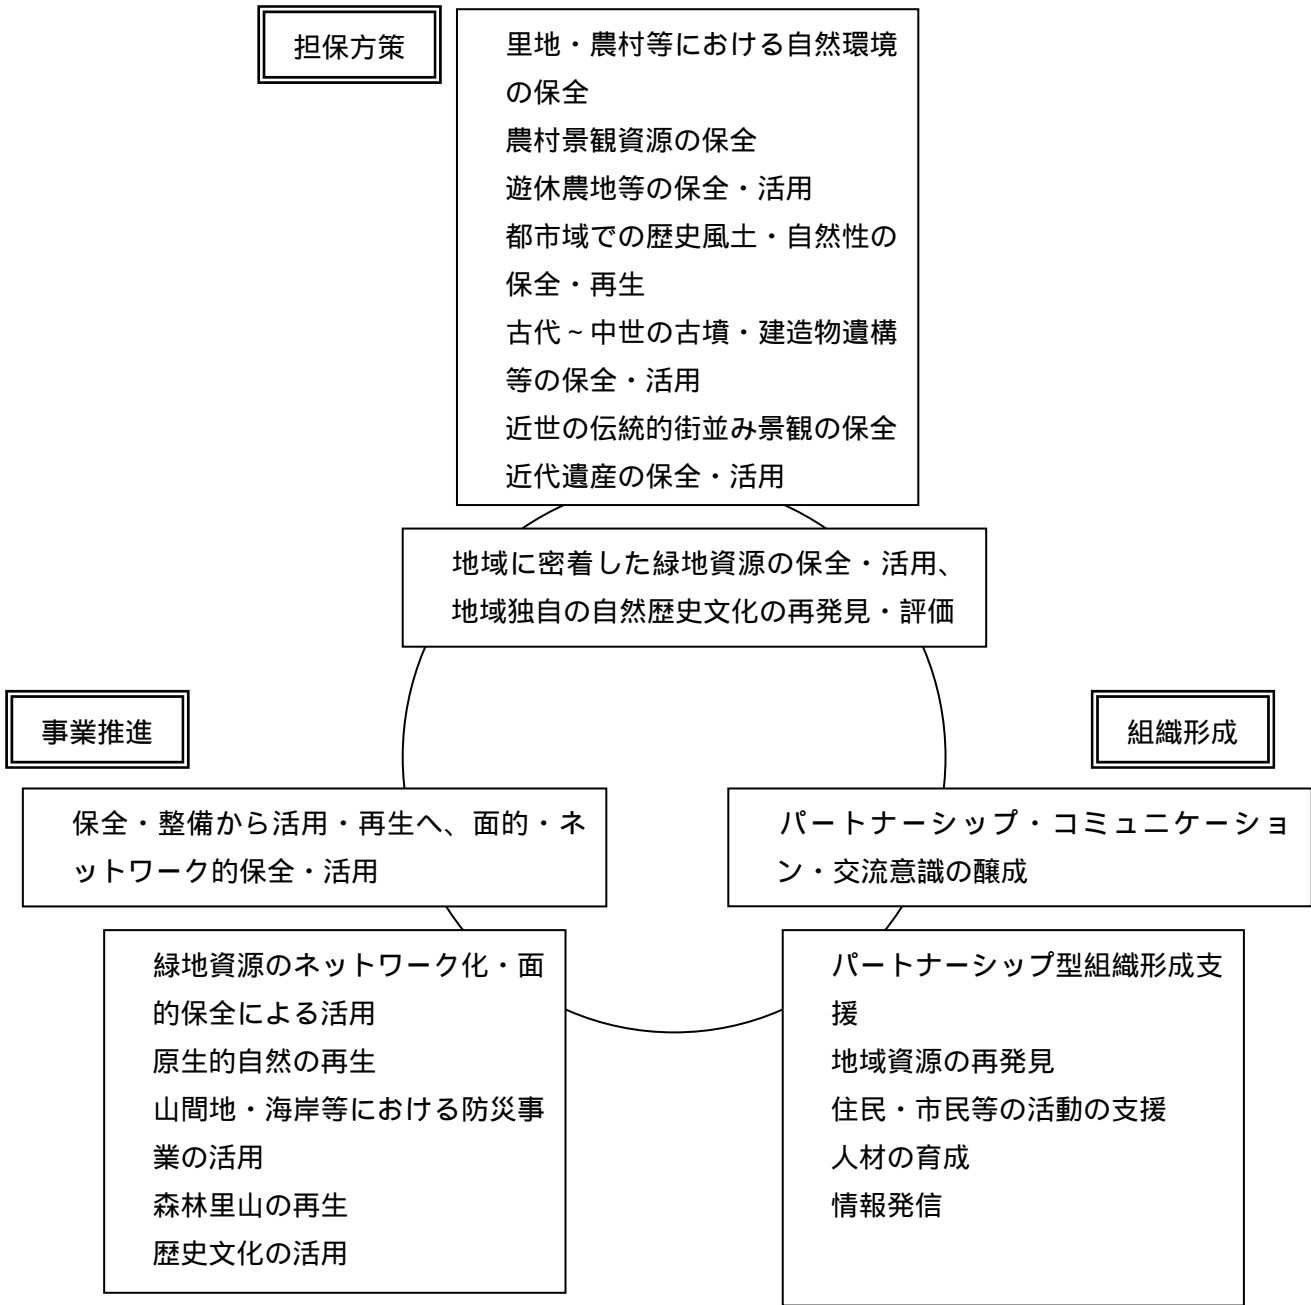 担保方策
里地・農村等における自然環境
の保全
農村景観資源の保全
遊休農地等の保全・活用
都市域での歴史風土・自然性の
保全・再生
古代～中世の古墳・建造物遺構
等の保全・活用
近世の伝統的街並み景観の保全
近代遺産の保全・活用
地域に密着した緑地資源の保全・活用、
地域独自の自然歴史文化の再発見・評価
事業推進
保全・整備から活用・再生へ、面的・ネ
ットワーク的保全・活用
緑地資源のネットワーク化・面
的保全による活用
原生的自然の再生
山間地・海岸等における防災事
業の活用
森林里山の再生
歴史文化の活用
組織形成
パートナーシップ・コミュニケーショ
ン・交流意識の醸成
パートナーシップ型組織形成支
援
地域資源の再発見
住民・市民等の活動の支援
人材の育成
情報発信